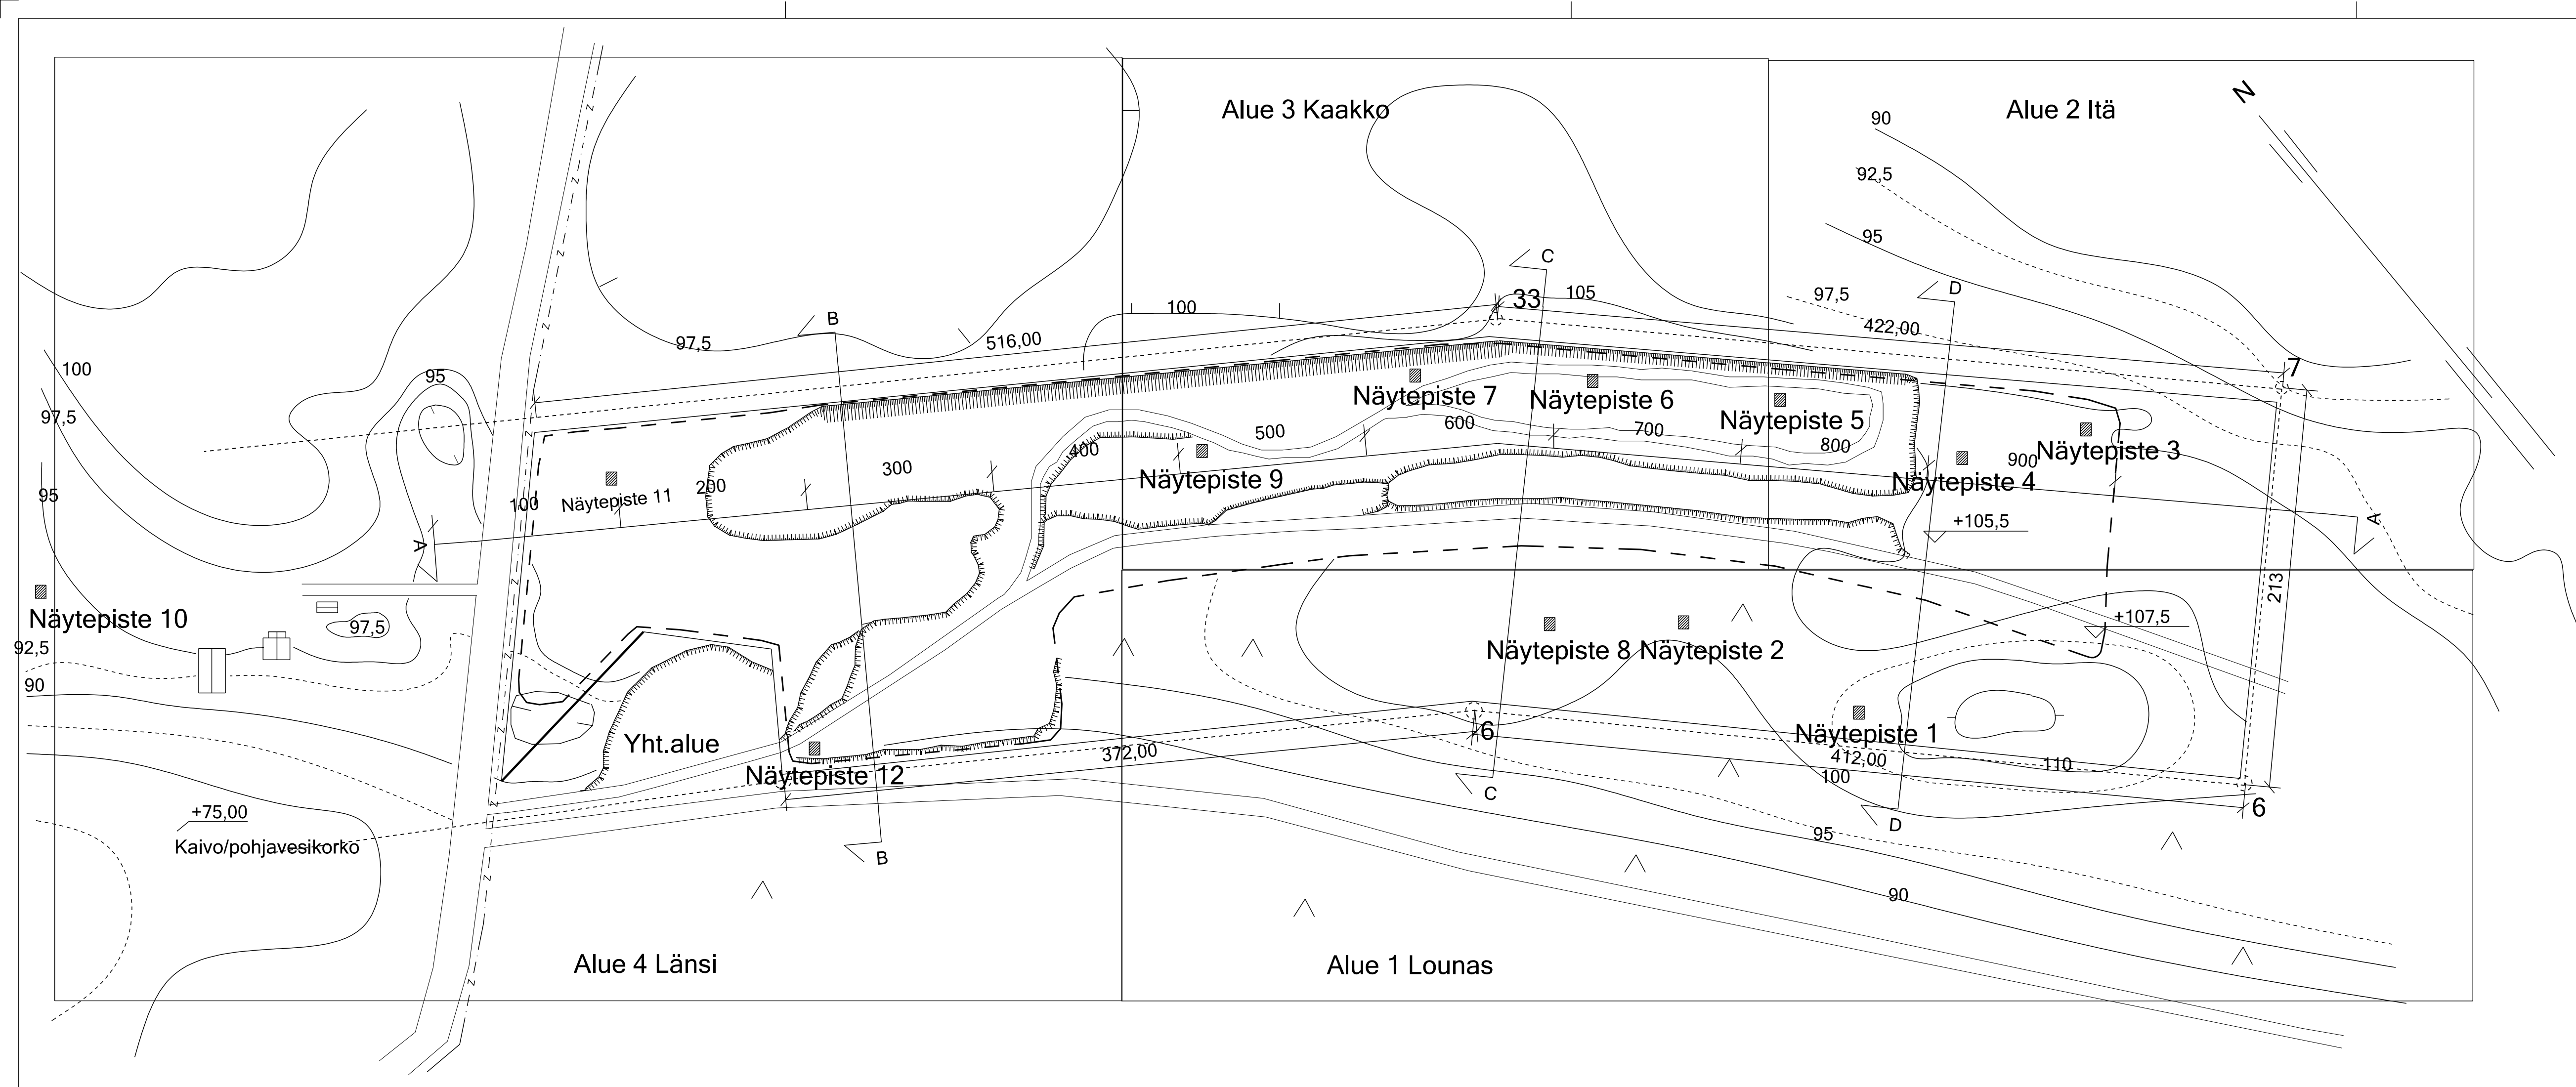 Alue 3 Kaakko
Alue 2 Itä
N
90
92,5
95
97,5
422,00
D
C
33
105
100
516,00
B
97,5
7
100
97,5
95
95
Näytepiste 7
Näytepiste 6
Näytepiste 5
Näytepiste 3
Näytepiste 4
Näytepiste 9
Näytepiste 11
100
200
300
400
500
600
700
800
900
A
A
+105,5
213
+107,5
Näytepiste 10
97,5
92,5
90
Näytepiste 8
Näytepiste 2
Näytepiste 1
412,00
110
100
95
90
6
6
372,00
Yht.alue
Näytepiste 12
C
D
B
+75,00
Kaivo/pohjavesikorko
Alue 4 Länsi
Alue 1 Lounas
z
z
z
z
z
z
z
z
z
z
z